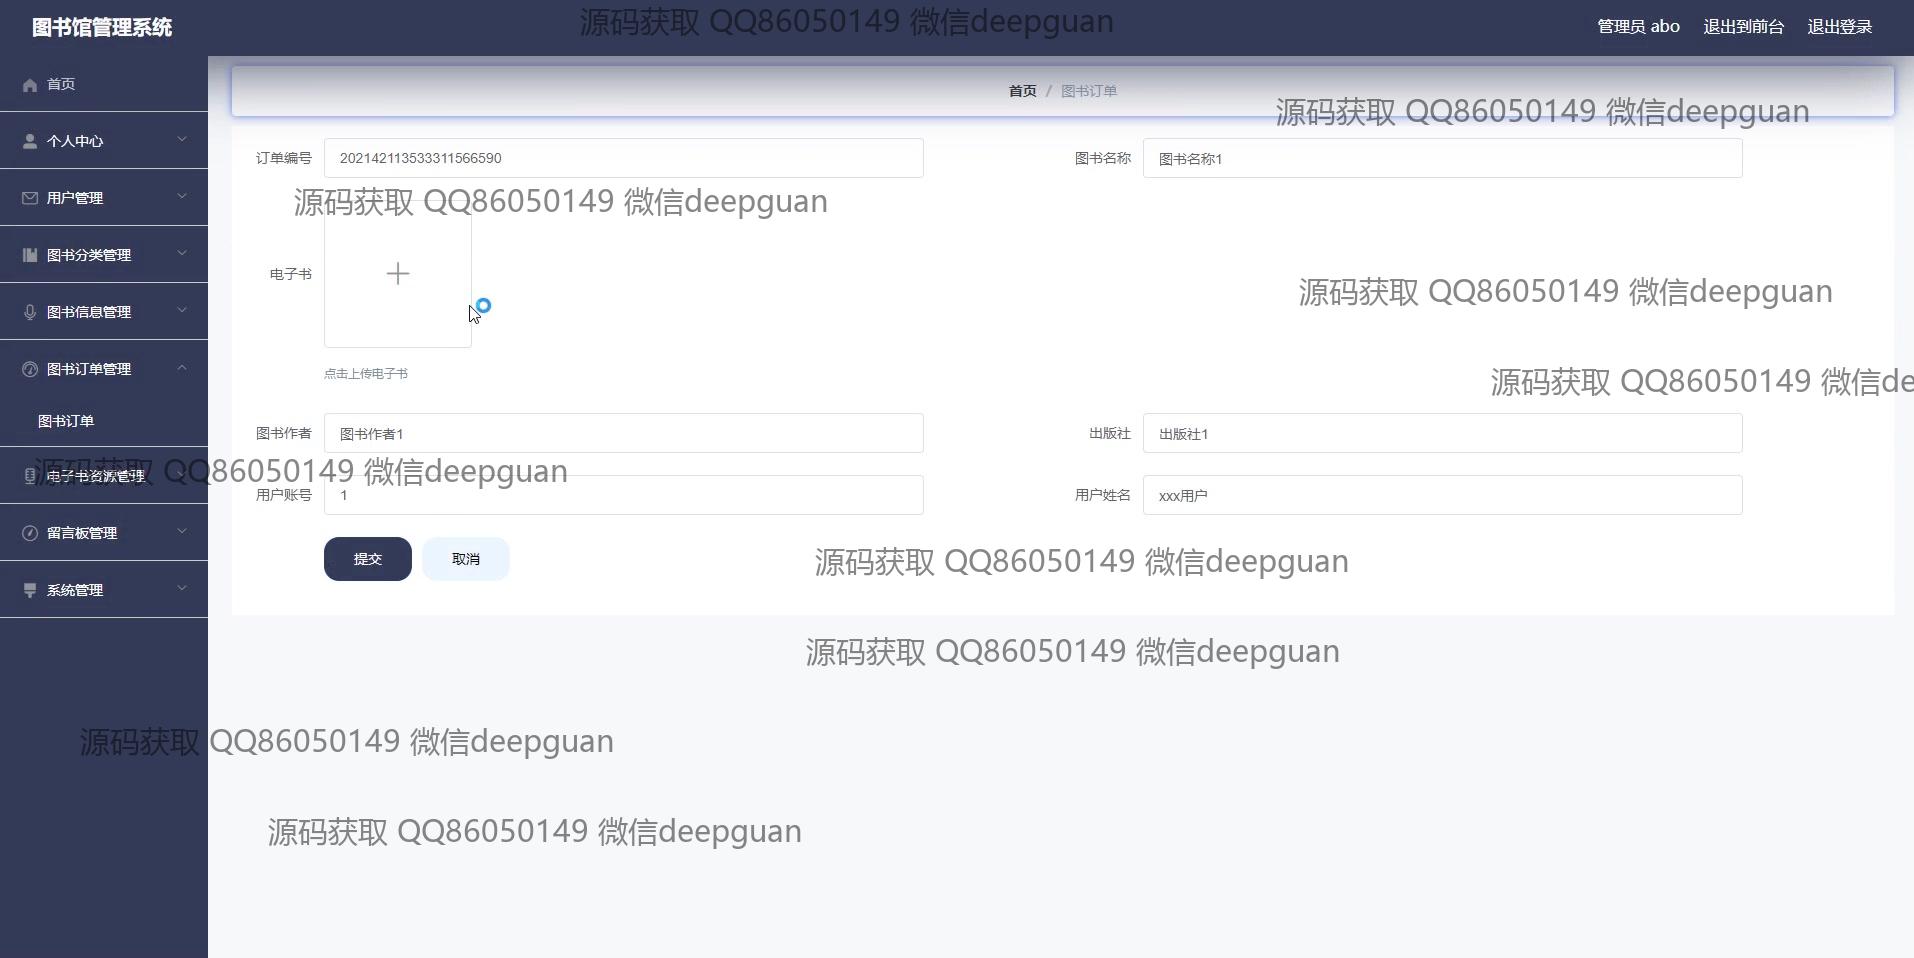 图书馆管理系统
源码获取 QQ86050149 微信deepguan
管理员 abo 退出到前台 退出登录
首页
首页 / 图书订单
源码获取 QQ86050149 微信deepguan
个人中心
订单编号 202142113533311566590 图书名称 图书名称1
用户管理
源码获取 QQ86050149 微信deepguan
图书分类管理
电子书
源码获取 QQ86050149 微信deepguan
图书信息管理
图书订单管理
点击上传电子书
源码获取 QQ86050149 微信de
图书订单
图书作者 图书作者1 出版社 出版社1
源码获取 QQ86050149 微信deepguan
电子书资源管理
用户账号 1 用户姓名 xxx用户
留言板管理
提交 取消
源码获取 QQ86050149 微信deepguan
系统管理
源码获取 QQ86050149 微信deepguan
源码获取 QQ86050149 微信deepguan
源码获取 QQ86050149 微信deepguan